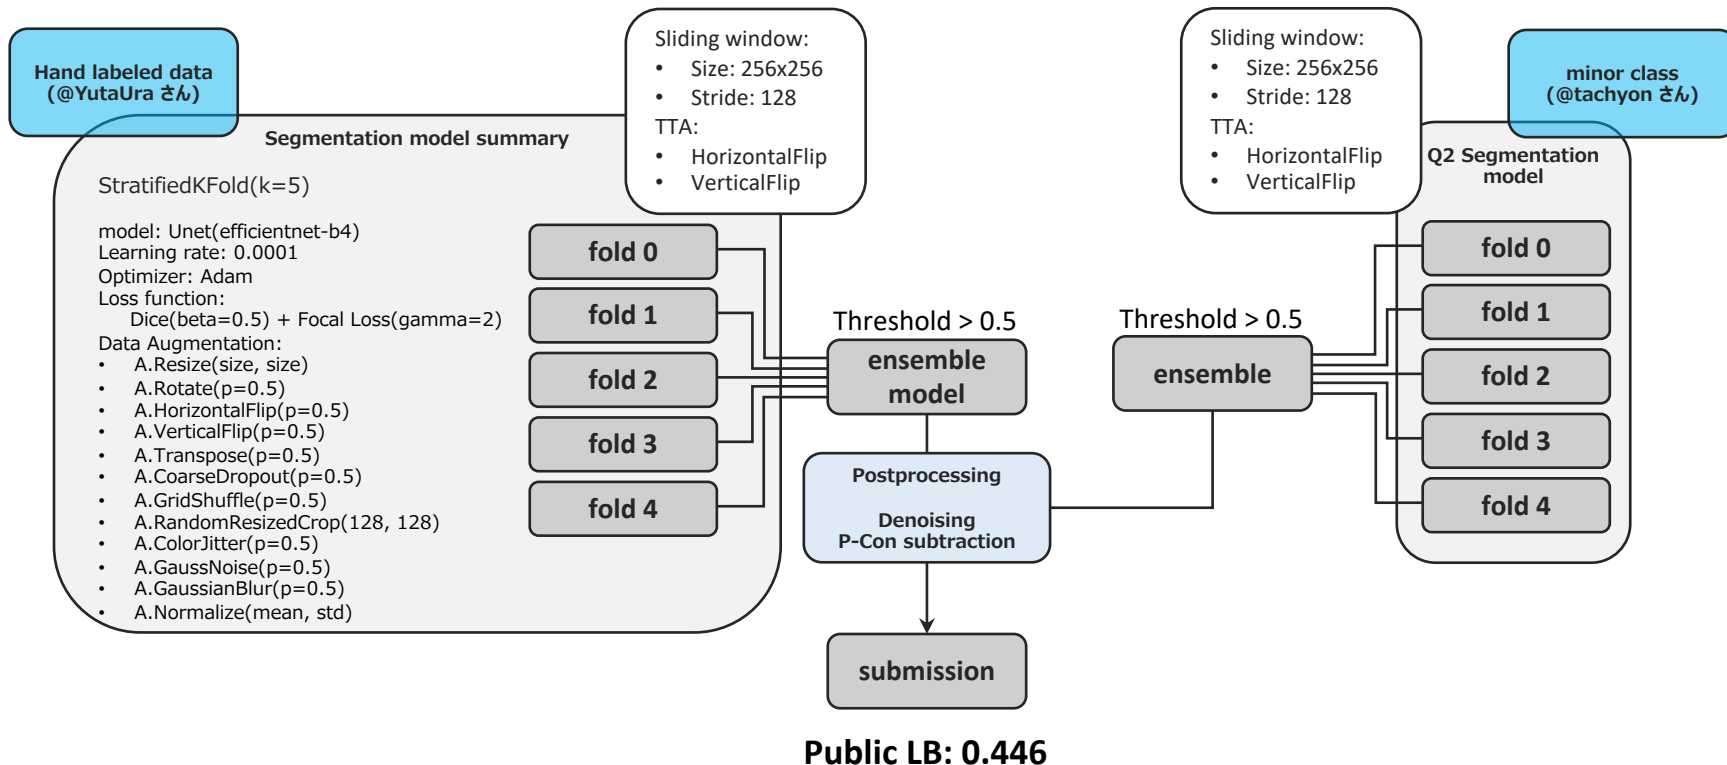 Hand labeled data
(@YutaUra さん)
Segmentation model summary
StratifiedKFold(k=5)
model: Unet(efficientnet-b4)
Learning rate: 0.0001
Optimizer: Adam
Loss function:
Dice(beta=0.5) + Focal Loss(gamma=2)
Data Augmentation:
• A.Resize(size, size)
• A.Rotate(p=0.5)
• A.HorizontalFlip(p=0.5)
• A.VerticalFlip(p=0.5)
• A.Transpose(p=0.5)
• A.CoarseDropout(p=0.5)
• A.GridShuffle(p=0.5)
• A.RandomResizedCrop(128, 128)
• A.ColorJitter(p=0.5)
• A.GaussNoise(p=0.5)
• A.GaussianBlur(p=0.5)
• A.Normalize(mean, std)
Sliding window:
• Size: 256x256
• Stride: 128
TTA:
• HorizontalFlip
• VerticalFlip
fold 0
fold 1
fold 2
fold 3
fold 4
Threshold > 0.5
ensemble
model
Postprocessing
Denoising
P-Con subtraction
submission
Public LB: 0.446
Threshold > 0.5
ensemble
Sliding window:
• Size: 256x256
• Stride: 128
TTA:
• HorizontalFlip
• VerticalFlip
minor class
(@tachyon さん)
Q2 Segmentation
model
fold 0
fold 1
fold 2
fold 3
fold 4